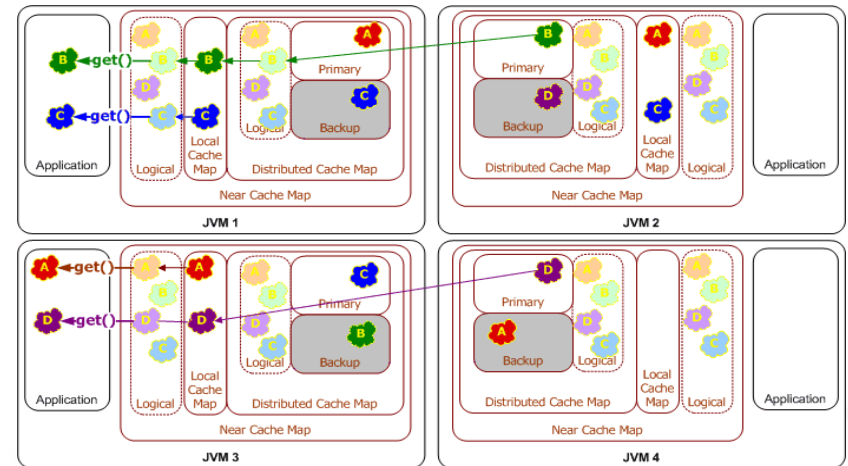 A
A
A
B
get()
B
B
B
Primary
D
D
C
get()
C
C
C
C
Application
Logical
Local
Cache
Map
Logical
Backup
Distributed Cache Map
Near Cache Map
JVM 1
B
A
A
A
B
B
Primary
D
D
D
C
C
C
Backup
Logical
Local
Cache
Map
Logical
Distributed Cache Map
Near Cache Map
Application
JVM 2
A
get()
A
A
A
C
B
B
Primary
D
get()
D
D
D
B
C
C
Application
Logical
Local
Cache
Map
Logical
Backup
Distributed Cache Map
Near Cache Map
JVM 3
D
A
A
B
B
Primary
A
D
D
C
C
Backup
Logical
Local
Cache
Map
Logical
Distributed Cache Map
Near Cache Map
Application
JVM 4